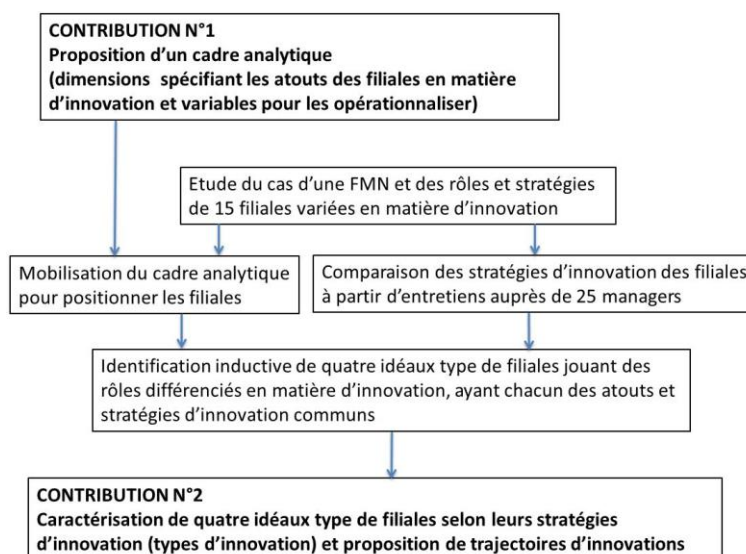 CONTRIBUTION N°1
Proposition d'un cadre analytique
(dimensions spécifiant les atouts des filiales en matière
d'innovation et variables pour les opérationnaliser)
Etude du cas d'une FMN et des rôles et stratégies
de 15 filiales variées en matière d'innovation
Mobilisation du cadre analytique
pour positionner les filiales
Comparaison des stratégies d'innovation des filiales
à partir d'entretiens auprès de 25 managers
Identification inductive de quatre idéaux type de filiales jouant des
rôles différenciés en matière d'innovation, ayant chacun des atouts et
stratégies d'innovation communs
CONTRIBUTION N°2
Caractérisation de quatre idéaux type de filiales selon leurs stratégies
d'innovation (types d'innovation) et proposition de trajectoires d'innovations